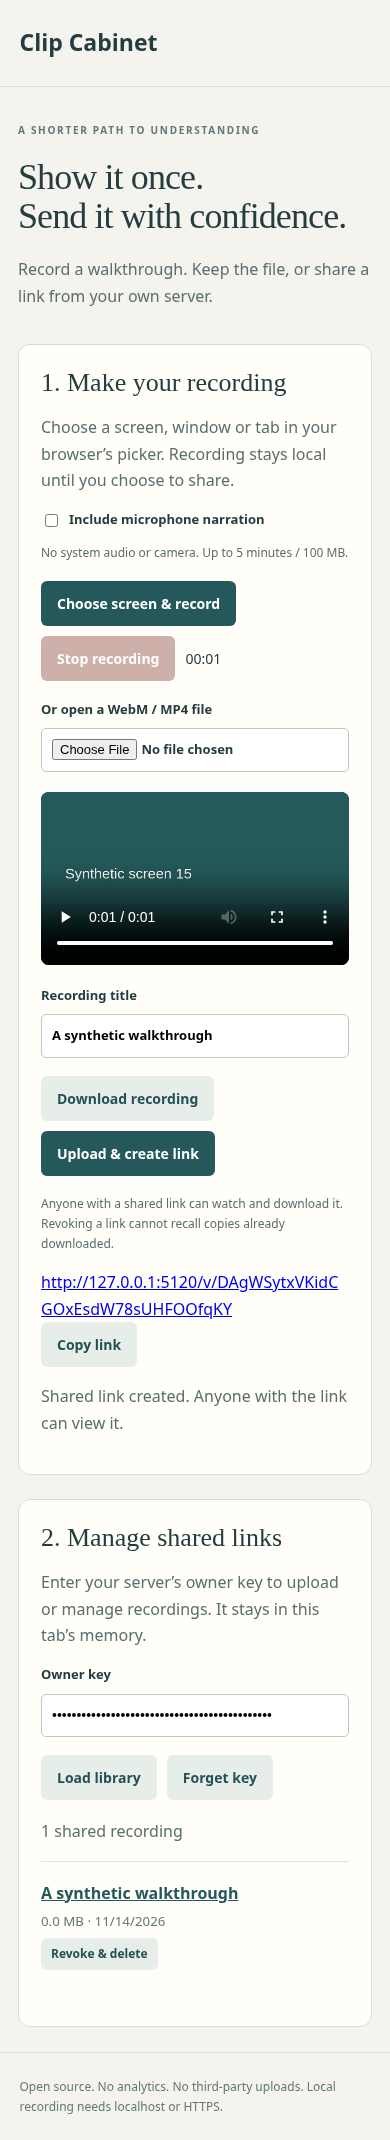 Clip Cabinet
A SHORTER PATH TO UNDERSTANDING
Show it once.
Send it with confidence.
Record a walkthrough. Keep the file, or share a
link from your own server.
1. Make your recording
Choose a screen, window or tab in your
browser’s picker. Recording stays local
until you choose to share.
Include microphone narration
No system audio or camera. Up to 5 minutes / 100 MB.
Choose screen & record
Stop recording 00:01
Or open a WebM / MP4 file
Choose File No file chosen
Synthetic screen 15
0:01 / 0:01
Recording title
A synthetic walkthrough
Download recording
Upload & create link
Anyone with a shared link can watch and download it.
Revoking a link cannot recall copies already
downloaded.
http://127.0.0.1:5120/v/DAgWSytxVKidC
GOxEsdW78sUHFOOfqKY
Copy link
Shared link created. Anyone with the link
can view it.
2. Manage shared links
Enter your server’s owner key to upload
or manage recordings. It stays in this
tab’s memory.
Owner key
Load library Forget key
1 shared recording
A synthetic walkthrough
0.0 MB · 11/14/2026
Revoke & delete
Open source. No analytics. No third-party uploads. Local
recording needs localhost or HTTPS.